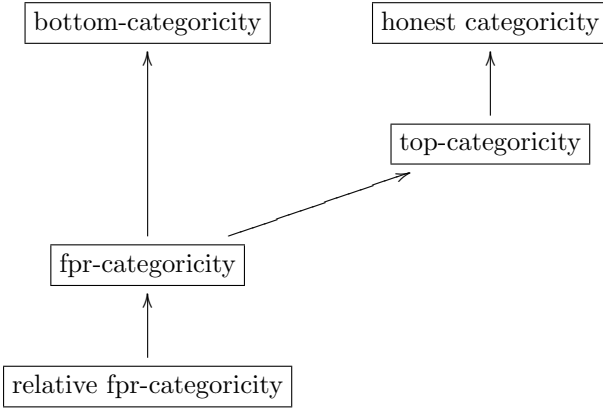 bottom-categoricity
honest categoricity
top-categoricity
fpr-categoricity
relative fpr-categoricity